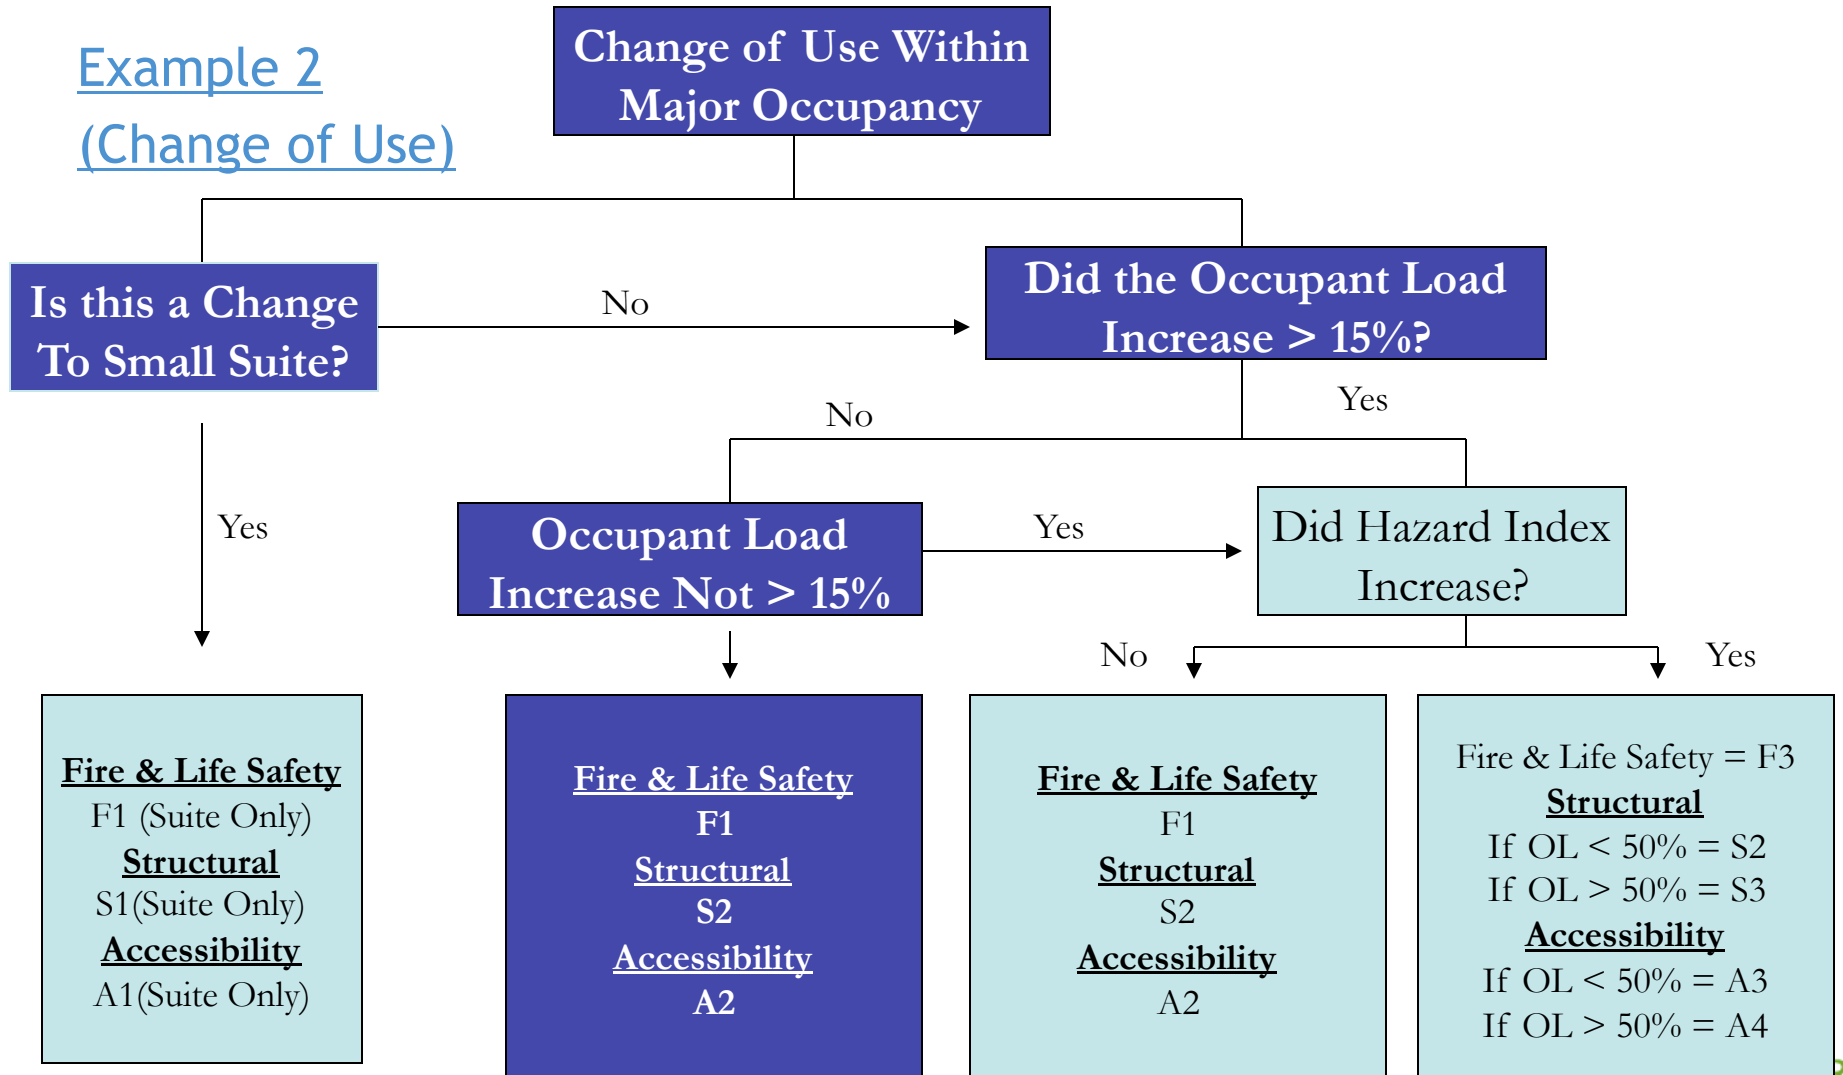 Example 2
(Change of Use)
Change of Use Within
Major Occupancy
Is this a Change
To Small Suite?
No
Did the Occupant Load
Increase > 15%?
No
Yes
Yes
Occupant Load
Increase Not > 15%
Yes
Did Hazard Index
Increase?
No
Yes
Fire & Life Safety
F1 (Suite Only)
Structural
S1(Suite Only)
Accessibility
A1(Suite Only)
Fire & Life Safety
F1
Structural
S2
Accessibility
A2
Fire & Life Safety
F1
Structural
S2
Accessibility
A2
Fire & Life Safety = F3
Structural
If OL < 50% = S2
If OL > 50% = S3
Accessibility
If OL < 50% = A3
If OL > 50% = A4